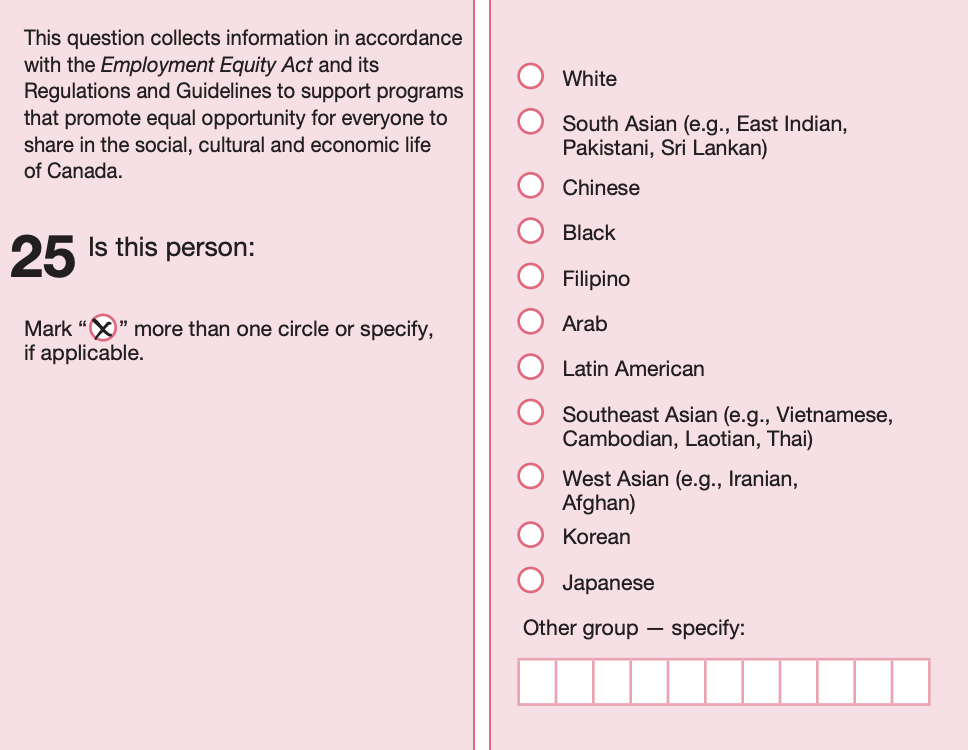 This question collects information in accordance
with the Employment Equity Act and its
Regulations and Guidelines to support programs
that promote equal opportunity for everyone to
share in the social, cultural and economic life
of Canada.
25 Is this person:
Mark “ ” more than one circle or specify,
if applicable.
White
South Asian (e.g., East Indian,
Pakistani, Sri Lankan)
Chinese
Black
Filipino
Arab
Latin American
Southeast Asian (e.g., Vietnamese,
Cambodian, Laotian, Thai)
West Asian (e.g., Iranian,
Afghan)
Korean
Japanese
Other group — specify: